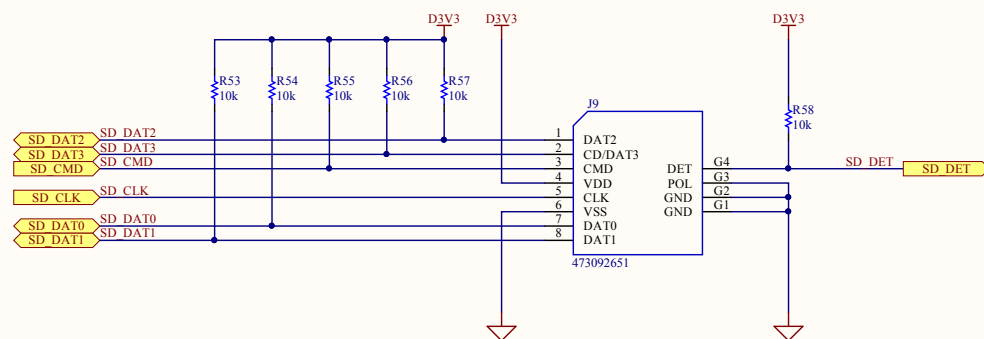 D3V3 D3V3 D3V3
R53 R54 R55 R56 R57
10k 10k 10k 10k 10k
J9 R58
10k
SD_DAT2 SD_DAT2 1 DAT2
SD_DAT3 SD_DAT3 2 CD/DAT3
SD_CMD SD_CMD 3 CMD DET G4 SD_DET SD_DET
4 VDD POL G3
SD_CLK SD_CLK 5 CLK GND G2
6 VSS GND G1
SD_DAT0 SD_DAT0 7 DAT0
SD_DAT1 SD_DAT1 8 DAT1
473092651